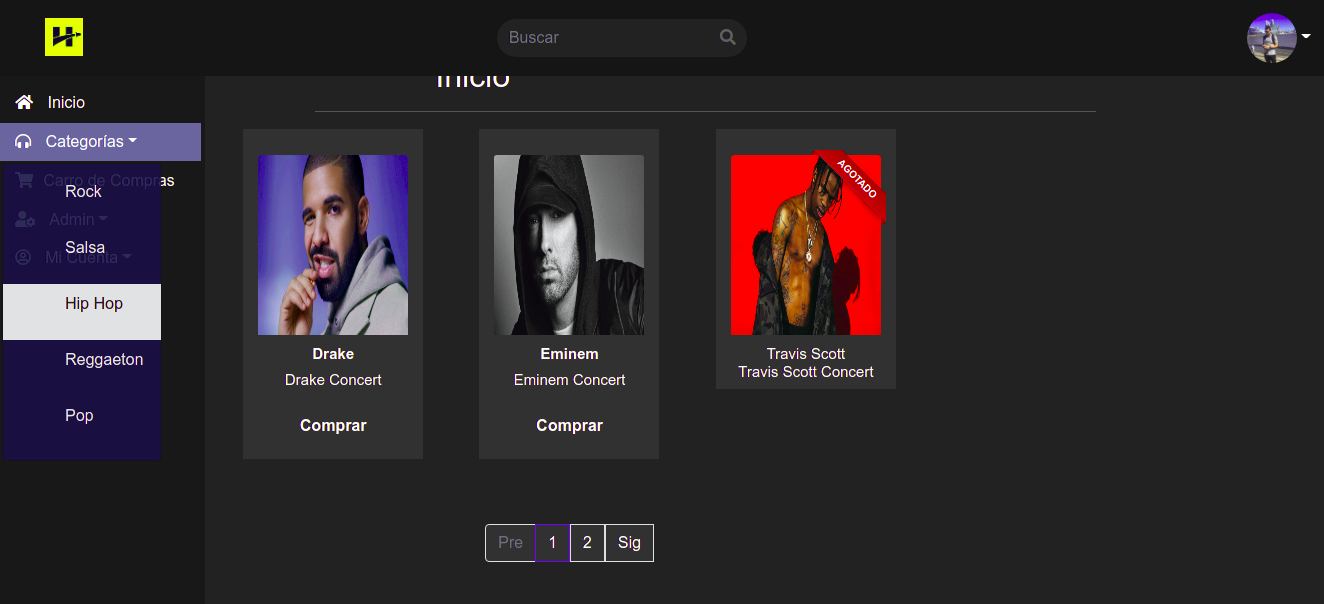 Buscar
Inicio
Inicio
Categorías
Carro de Compras
Rock
Admin
Salsa
Mi Cuenta
Hip Hop
Reggaeton
Pop
AGOTADO
Drake
Drake Concert
Comprar
Eminem
Eminem Concert
Comprar
Travis Scott
Travis Scott Concert
Pre 1 2 Sig